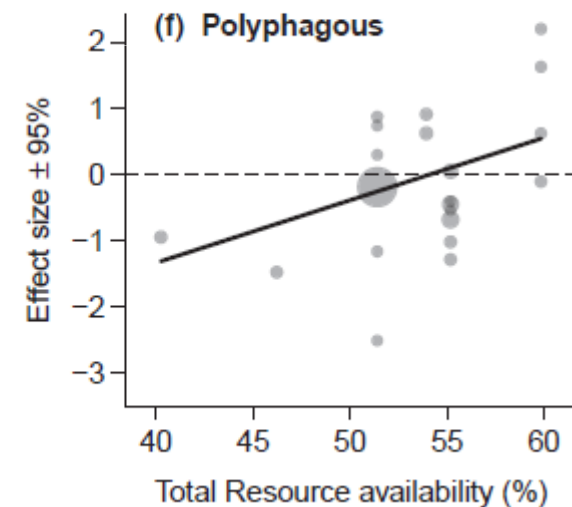 (f) Polyphagous
Effect size ± 95%
2
1
0
−1
−2
−3
40 45 50 55 60
Total Resource availability (%)